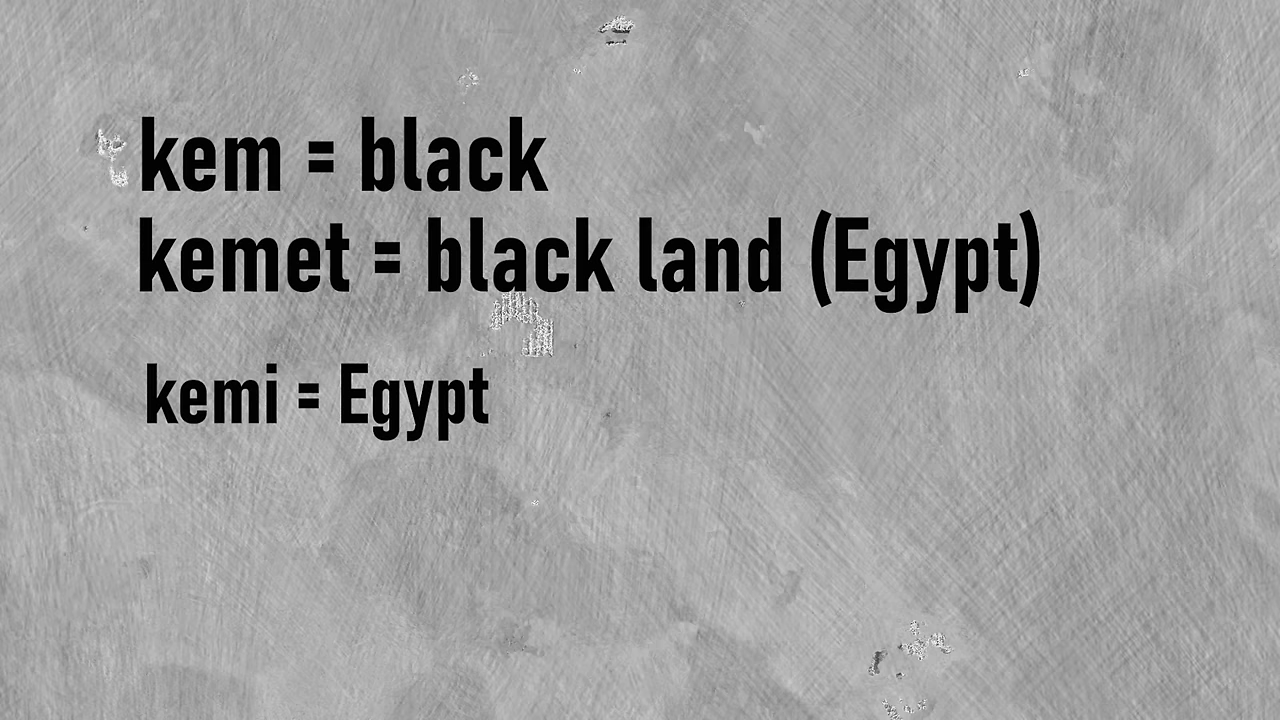 kem = black
kemet = black land (Egypt)
kemi = Egypt